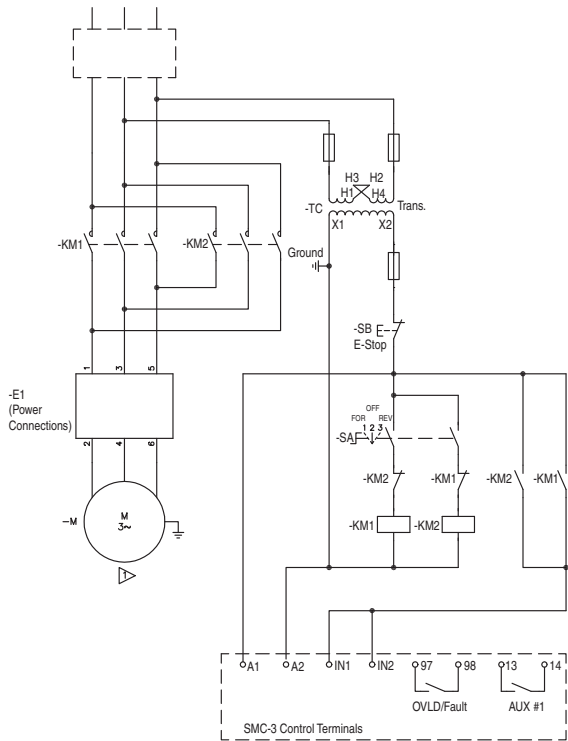 H3 H2
H1 H4
-TC Trans.
X1 X2
-KM1 -KM2 Ground
-SB
E-Stop
1 3 5
-E1
(Power
Connections)
2 4 6
OFF
FOR REV
1 2 3
-SA
-KM2 -KM1 -KM2 -KM1
-KM1 -KM2
-M
M
3~
1
A1 A2 IN1 IN2 97 98 13 14
OVLD/Fault AUX #1
SMC-3 Control Terminals